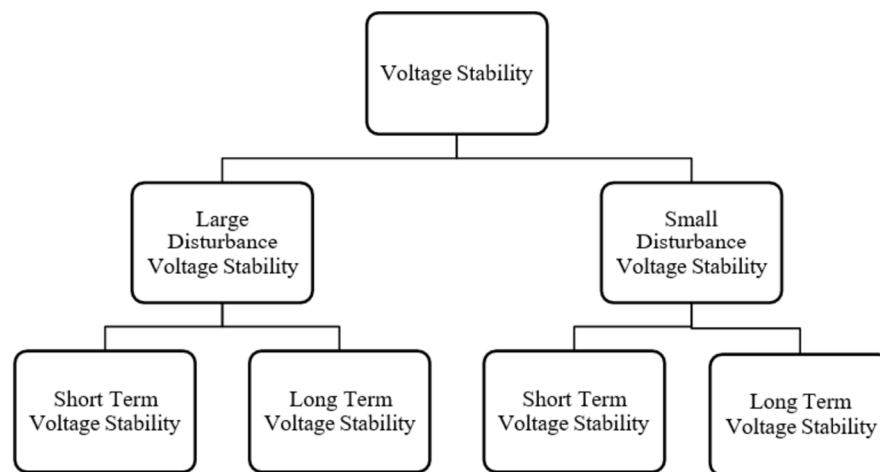 Voltage Stability
Large
Disturbance
Voltage Stability
Small
Disturbance
Voltage Stability
Short Term
Voltage Stability
Long Term
Voltage Stability
Short Term
Voltage Stability
Long Term
Voltage Stability